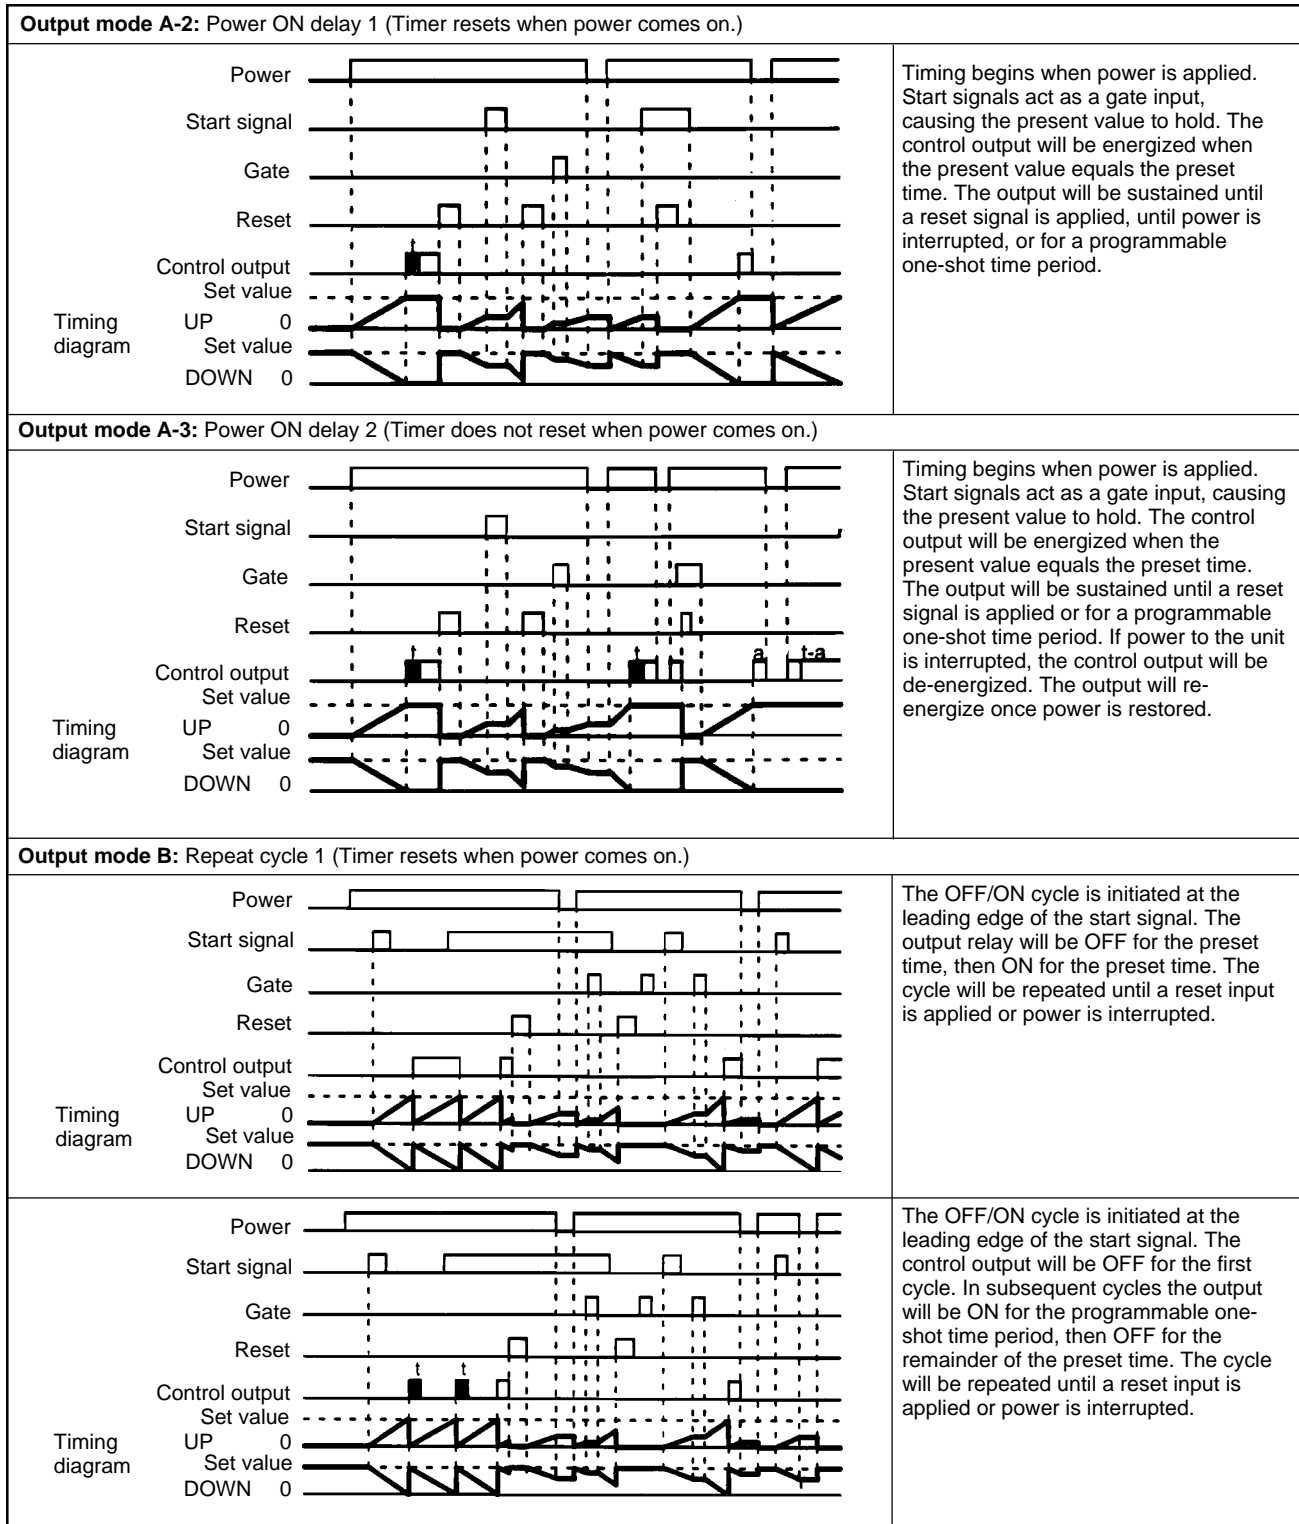 Output mode A-2: Power ON delay 1 (Timer resets when power comes on.)
Power
Start signal
Gate
Reset
t
Control output
Set value
Timing diagram
UP 0
Set value
DOWN 0
Timing begins when power is applied.
Start signals act as a gate input,
causing the present value to hold. The
control output will be energized when
the present value equals the preset
time. The output will be sustained until
a reset signal is applied, until power is
interrupted, or for a programmable
one-shot time period.
Output mode A-3: Power ON delay 2 (Timer does not reset when power comes on.)
Power
Start signal
Gate
Reset
t t a t-a
Control output
Set value
Timing diagram
UP 0
Set value
DOWN 0
Timing begins when power is applied.
Start signals act as a gate input, causing
the present value to hold. The control
output will be energized when the
present value equals the preset time.
The output will be sustained until a reset
signal is applied or for a programmable
one-shot time period. If power to the unit
is interrupted, the control output will be
de-energized. The output will re-
energize once power is restored.
Output mode B: Repeat cycle 1 (Timer resets when power comes on.)
Power
Start signal
Gate
Reset
Control output
Set value
Timing diagram
UP 0
Set value
DOWN 0
The OFF/ON cycle is initiated at the
leading edge of the start signal. The
output relay will be OFF for the preset
time, then ON for the preset time. The
cycle will be repeated until a reset input
is applied or power is interrupted.
Power
Start signal
Gate
Reset
t t
Control output
Set value
Timing diagram
UP 0
Set value
DOWN 0
The OFF/ON cycle is initiated at the
leading edge of the start signal. The
control output will be OFF for the first
cycle. In subsequent cycles the output
will be ON for the programmable one-
shot time period, then OFF for the
remainder of the preset time. The cycle
will be repeated until a reset input is
applied or power is interrupted.